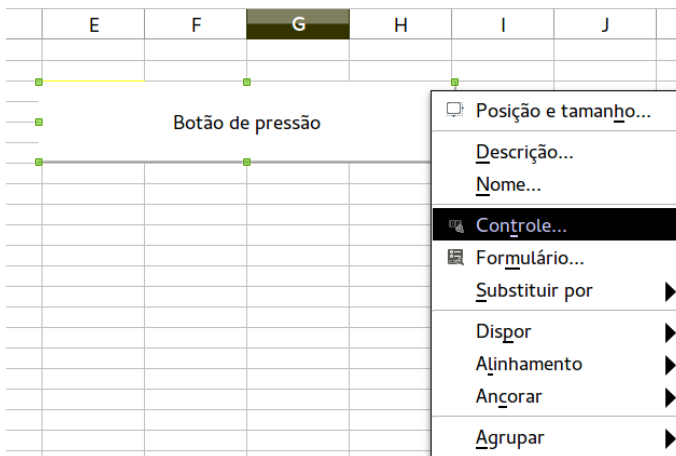 E F G H I J
Botão de pressão
Posição e tamanho...
Descrição...
Nome...
Controle...
Formulário...
Substituir por
Dispor
Alinhamento
Ancorar
Agrupar